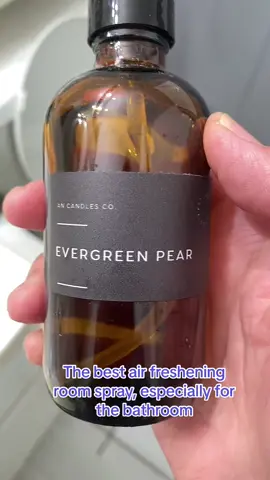 AN CANDLES CO.
EVERGREEN PEAR
The best air freshening
room spray, especially for
the bathroom